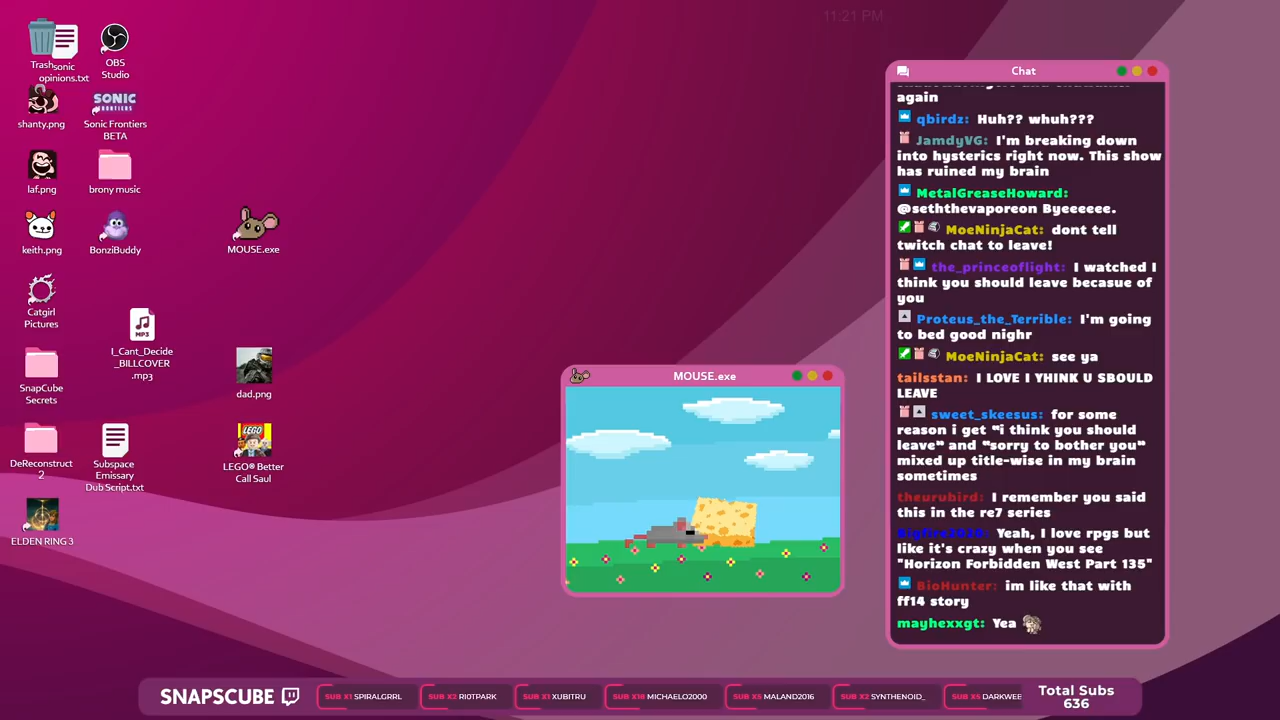 11:21 PM
Trash
sonic
opinions.txt
OBS
Studio
shanty.png
SONIC
FRONTIERS
Sonic Frontiers
BETA
laf.png
brony music
keith.png
BonziBuddy
MOUSE.exe
Catgirl
Pictures
MP3
I_Cant_Decide
_BILLCOVER
.mp3
SnapCube
Secrets
dad.png
DeReconstruct
2
Subspace
Emissary
Dub Script.txt
LEGO
LEGO® Better
Call Saul
ELDEN RING 3
MOUSE.exe
Chat
again
qbirdz: Huh?? whuh???
JamdyVG: I'm breaking down
into hysterics right now. This show
has ruined my brain
MetalGreaseHoward:
@seththevaporeon Byeeeeee.
MoeNinjaCat: dont tell
twitch chat to leave!
the_princeoflight: I watched I
think you should leave becasue of
you
Proteus_the_Terrible: I'm going
to bed good nighr
MoeNinjaCat: see ya
tailsstan: I LOVE I YHINK U SBOULD
LEAVE
sweet_skeesus: for some
reason i get “i think you should
leave” and “sorry to bother you”
mixed up title-wise in my brain
sometimes
theurubird: I remember you said
this in the re7 series
Bigfire2030: Yeah, I love rpgs but
like it's crazy when you see
"Horizon Forbidden West Part 135"
BioHunter: im like that with
ff14 story
mayhexxgt: Yea
SNAPSCUBE
SUB X1 SPIRALGRRL
SUB X2 RI0TPARK
SUB X1 XUBITRU
SUB X18 MICHAELO2000
SUB X5 MALAND2016
SUB X2 SYNTHENOID_
SUB X5 DARKWEE
Total Subs
636